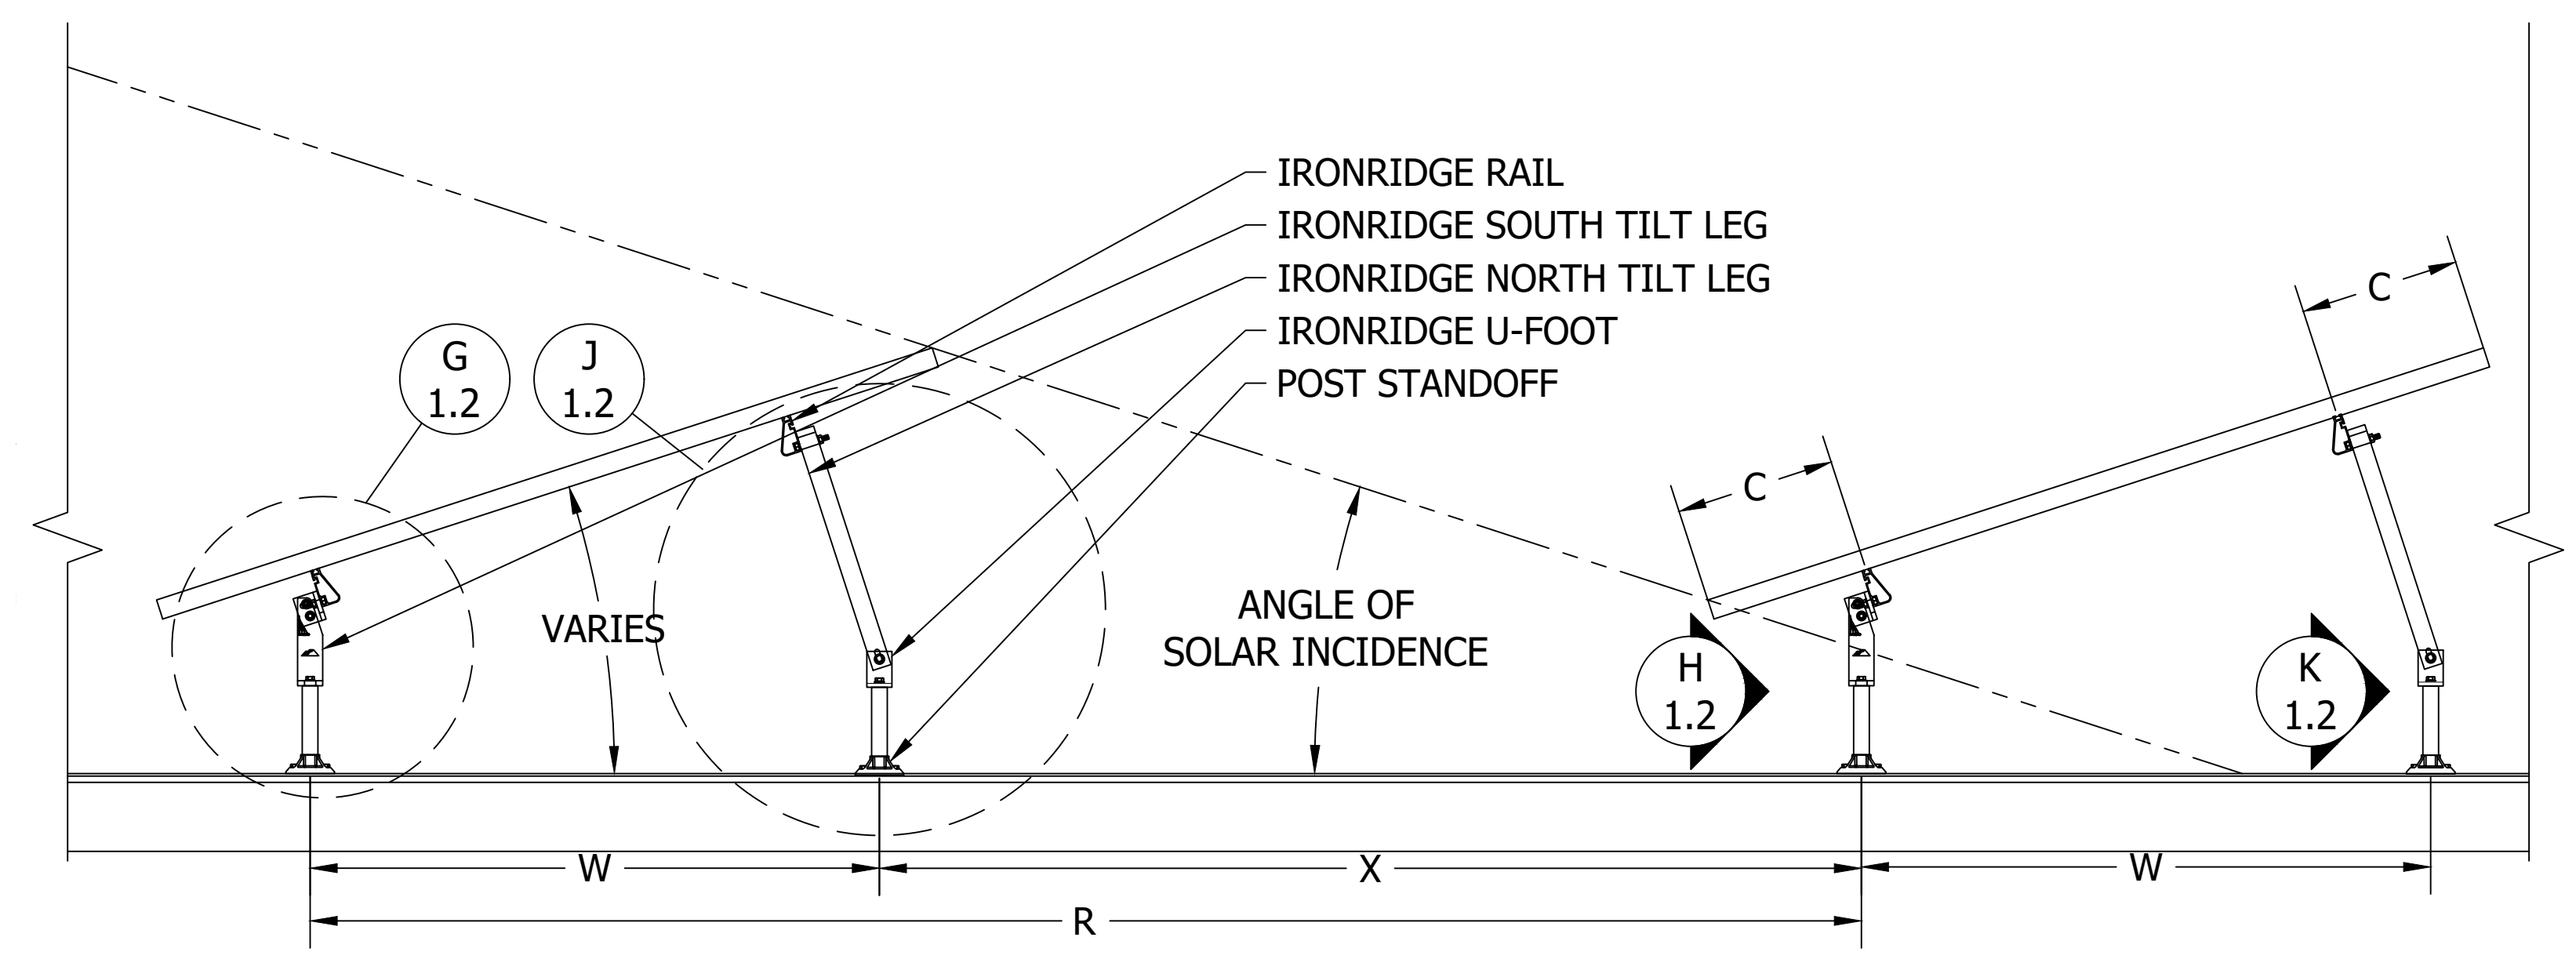 IRONRIDGE RAIL
IRONRIDGE SOUTH TILT LEG
IRONRIDGE NORTH TILT LEG
IRONRIDGE U-FOOT
POST STANDOFF
C
G
1.2
J
1.2
C
VARIES
ANGLE OF
SOLAR INCIDENCE
H
1.2
K
1.2
W
X
W
R